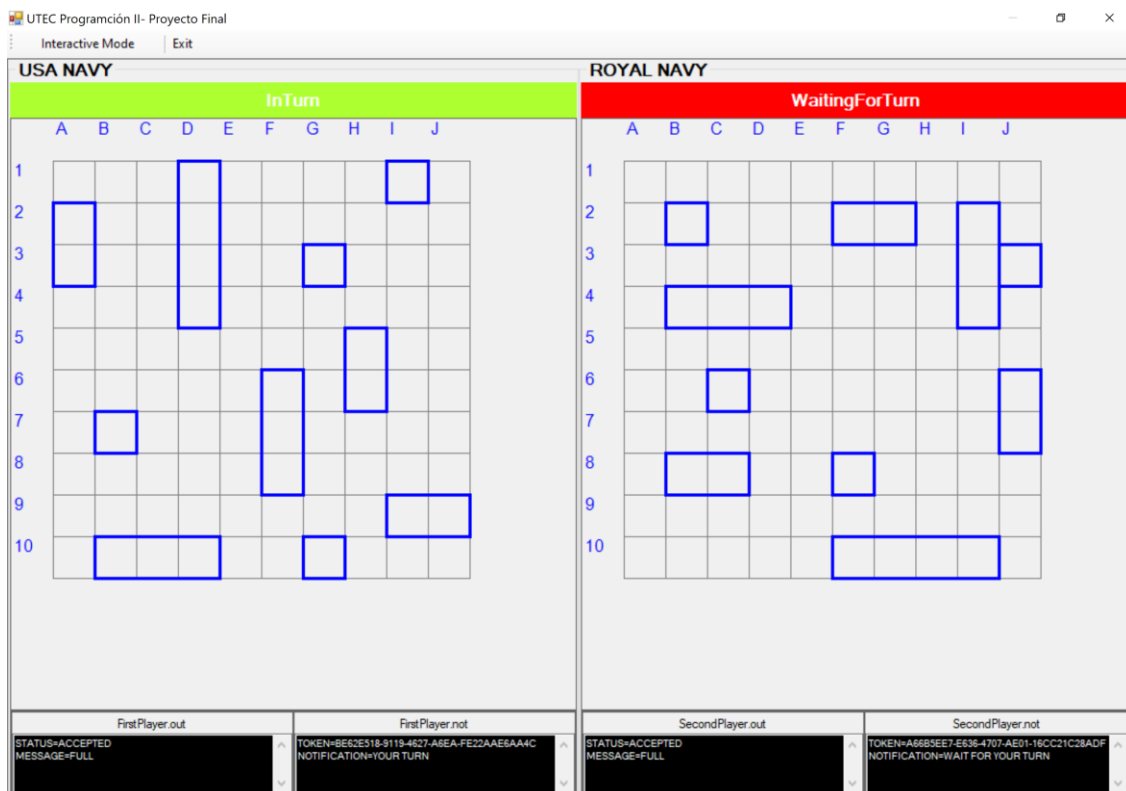 UTEC Programción II- Proyecto Final
Interactive Mode Exit
USA NAVY
InTurn
A B C D E F G H I J
1
2
3
4
5
6
7
8
9
10
FirstPlayer.out FirstPlayer.not
STATUS=ACCEPTED
MESSAGE=FULL
TOKEN=BE62E518-9119-4627-A6EA-FE22AAE6AA4C
NOTIFICATION=YOUR TURN
ROYAL NAVY
WaitingForTurn
A B C D E F G H I J
1
2
3
4
5
6
7
8
9
10
SecondPlayer.out SecondPlayer.not
STATUS=ACCEPTED
MESSAGE=FULL
TOKEN=A66B5EE7-E636-4707-AE01-16CC21C28ADF
NOTIFICATION=WAIT FOR YOUR TURN